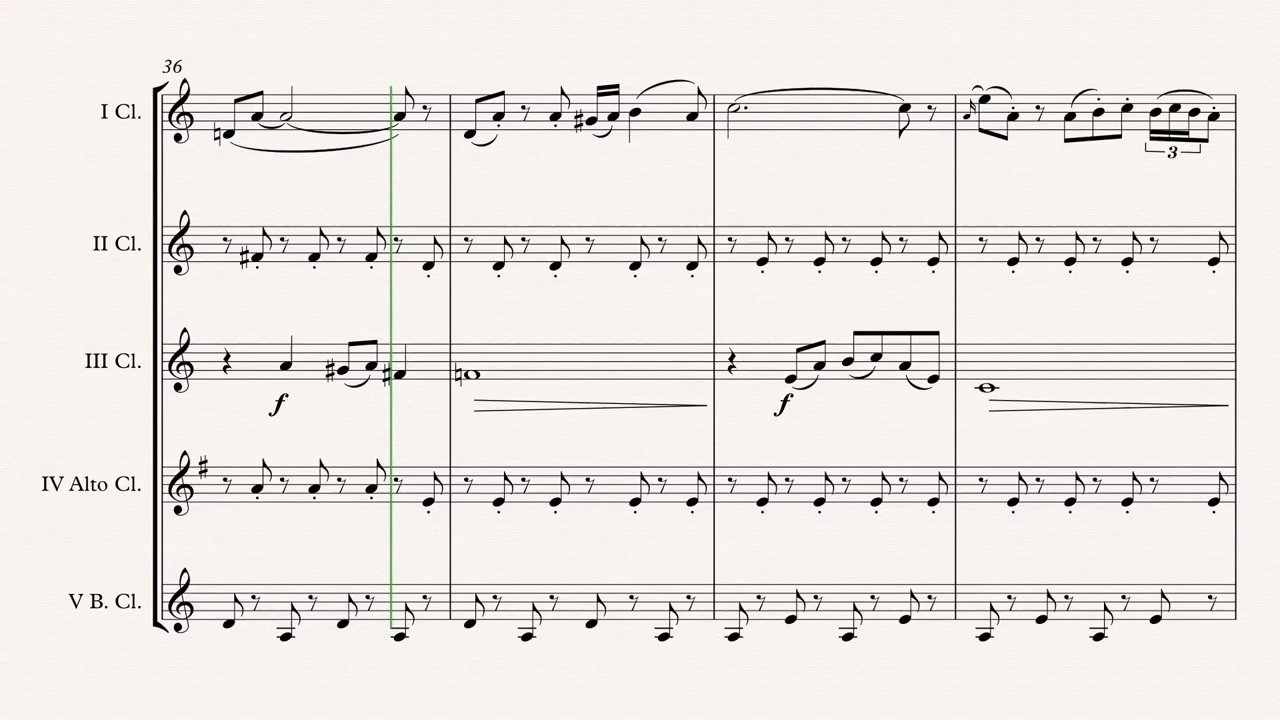 36
I Cl.
3
II Cl.
III Cl.
f
f
IV Alto Cl.
V B. Cl.